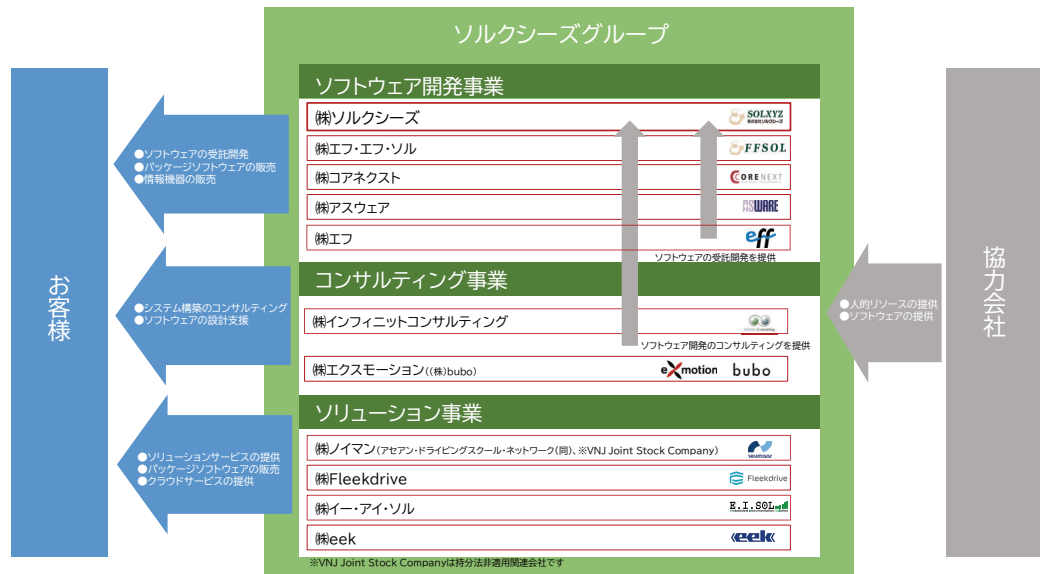 ソルクシーズグループ
お客様
●ソフトウェアの受託開発
●パッケージソフトウェアの販売
●情報機器の販売
●システム構築のコンサルティング
●ソフトウェアの設計支援
●ソリューションサービスの提供
●パッケージソフトウェアの販売
●クラウドサービスの提供
ソフトウェア開発事業
㈱ソルクシーズ SOLXYZ
株式会社ソルクシーズ
㈱エフ・エフ・ソル FFSOL
㈱コアネクスト CORENEXT
㈱アスウェア ASWARE
㈱エフ eff
ソフトウェアの受託開発を提供
コンサルティング事業
㈱インフィニットコンサルティング Infinite Consulting
ソフトウェア開発のコンサルティングを提供
㈱エクスモーション((株)bubo) eXmotion bubo
ソリューション事業
㈱ノイマン(アセアン・ドライビングスクール・ネットワーク(同)、※VNJ Joint Stock Company) neumann
㈱Fleekdrive Fleekdrive
㈱イー・アイ・ソル E.I.SOL
㈱eek eek
※VNJ Joint Stock Companyは持分法非適用関連会社です
●人的リソースの提供
●ソフトウェアの提供
協力会社